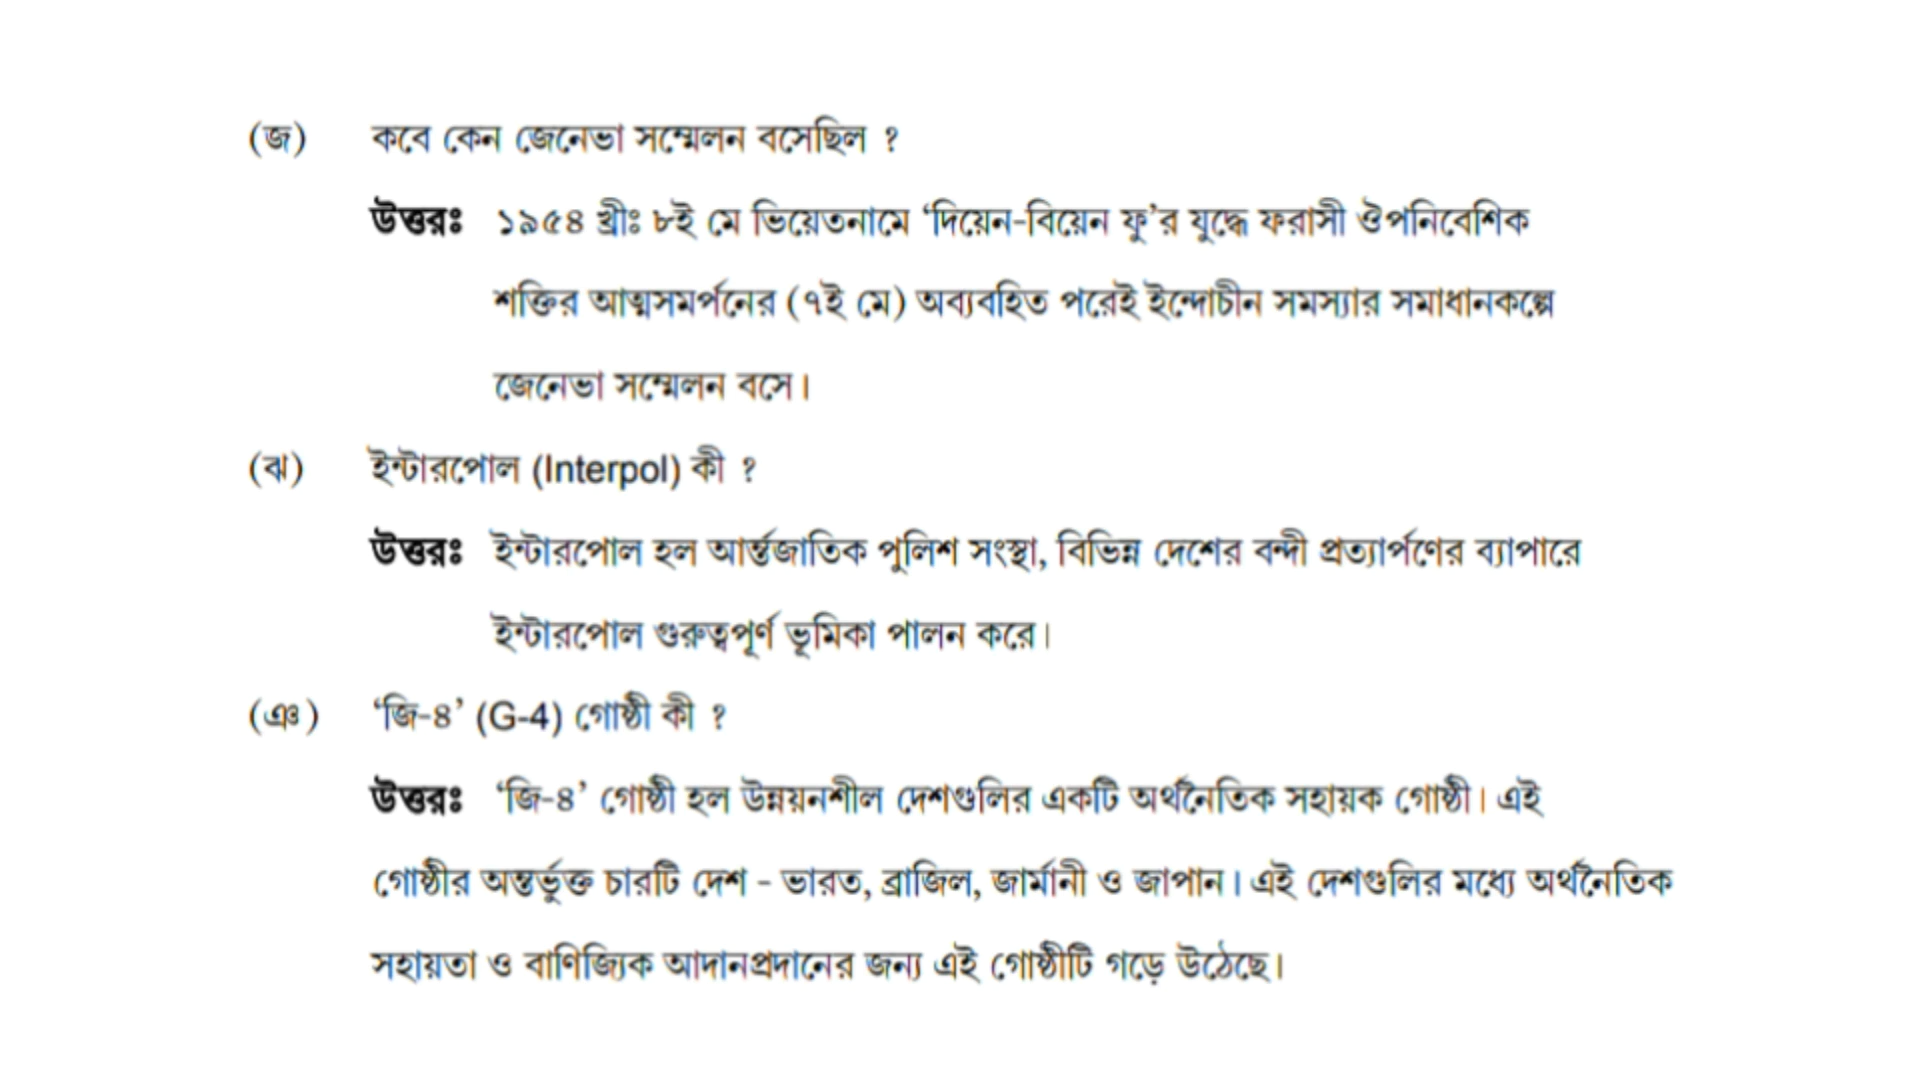 (জ) কবে কেন জেনেভা সম্মেলন বসেছিল ?
উত্তরঃ ১৯৫৪ খ্রীঃ ৮ই মে ভিয়েতনামে ‘দিয়েন-বিয়েন ফু’র যুদ্ধে ফরাসী ঔপনিবেশিক
শক্তির আত্মসমর্পনের (৭ই মে) অব্যবহিত পরেই ইন্দোচীন সমস্যার সমাধানকল্পে
জেনেভা সম্মেলন বসে।
(ঝ) ইন্টারপোল (Interpol) কী ?
উত্তরঃ ইন্টারপোল হল আর্ন্তজাতিক পুলিশ সংস্থা, বিভিন্ন দেশের বন্দী প্রত্যার্পণের ব্যাপারে
ইন্টারপোল গুরুত্বপূর্ণ ভূমিকা পালন করে।
(ঞ) ‘জি-৪’ (G-4) গোষ্ঠী কী ?
উত্তরঃ ‘জি-৪’ গোষ্ঠী হল উন্নয়নশীল দেশগুলির একটি অর্থনৈতিক সহায়ক গোষ্ঠী। এই
গোষ্ঠীর অন্তর্ভুক্ত চারটি দেশ - ভারত, ব্রাজিল, জার্মানী ও জাপান। এই দেশগুলির মধ্যে অর্থনৈতিক
সহায়তা ও বাণিজ্যিক আদানপ্রদানের জন্য এই গোষ্ঠীটি গড়ে উঠেছে।